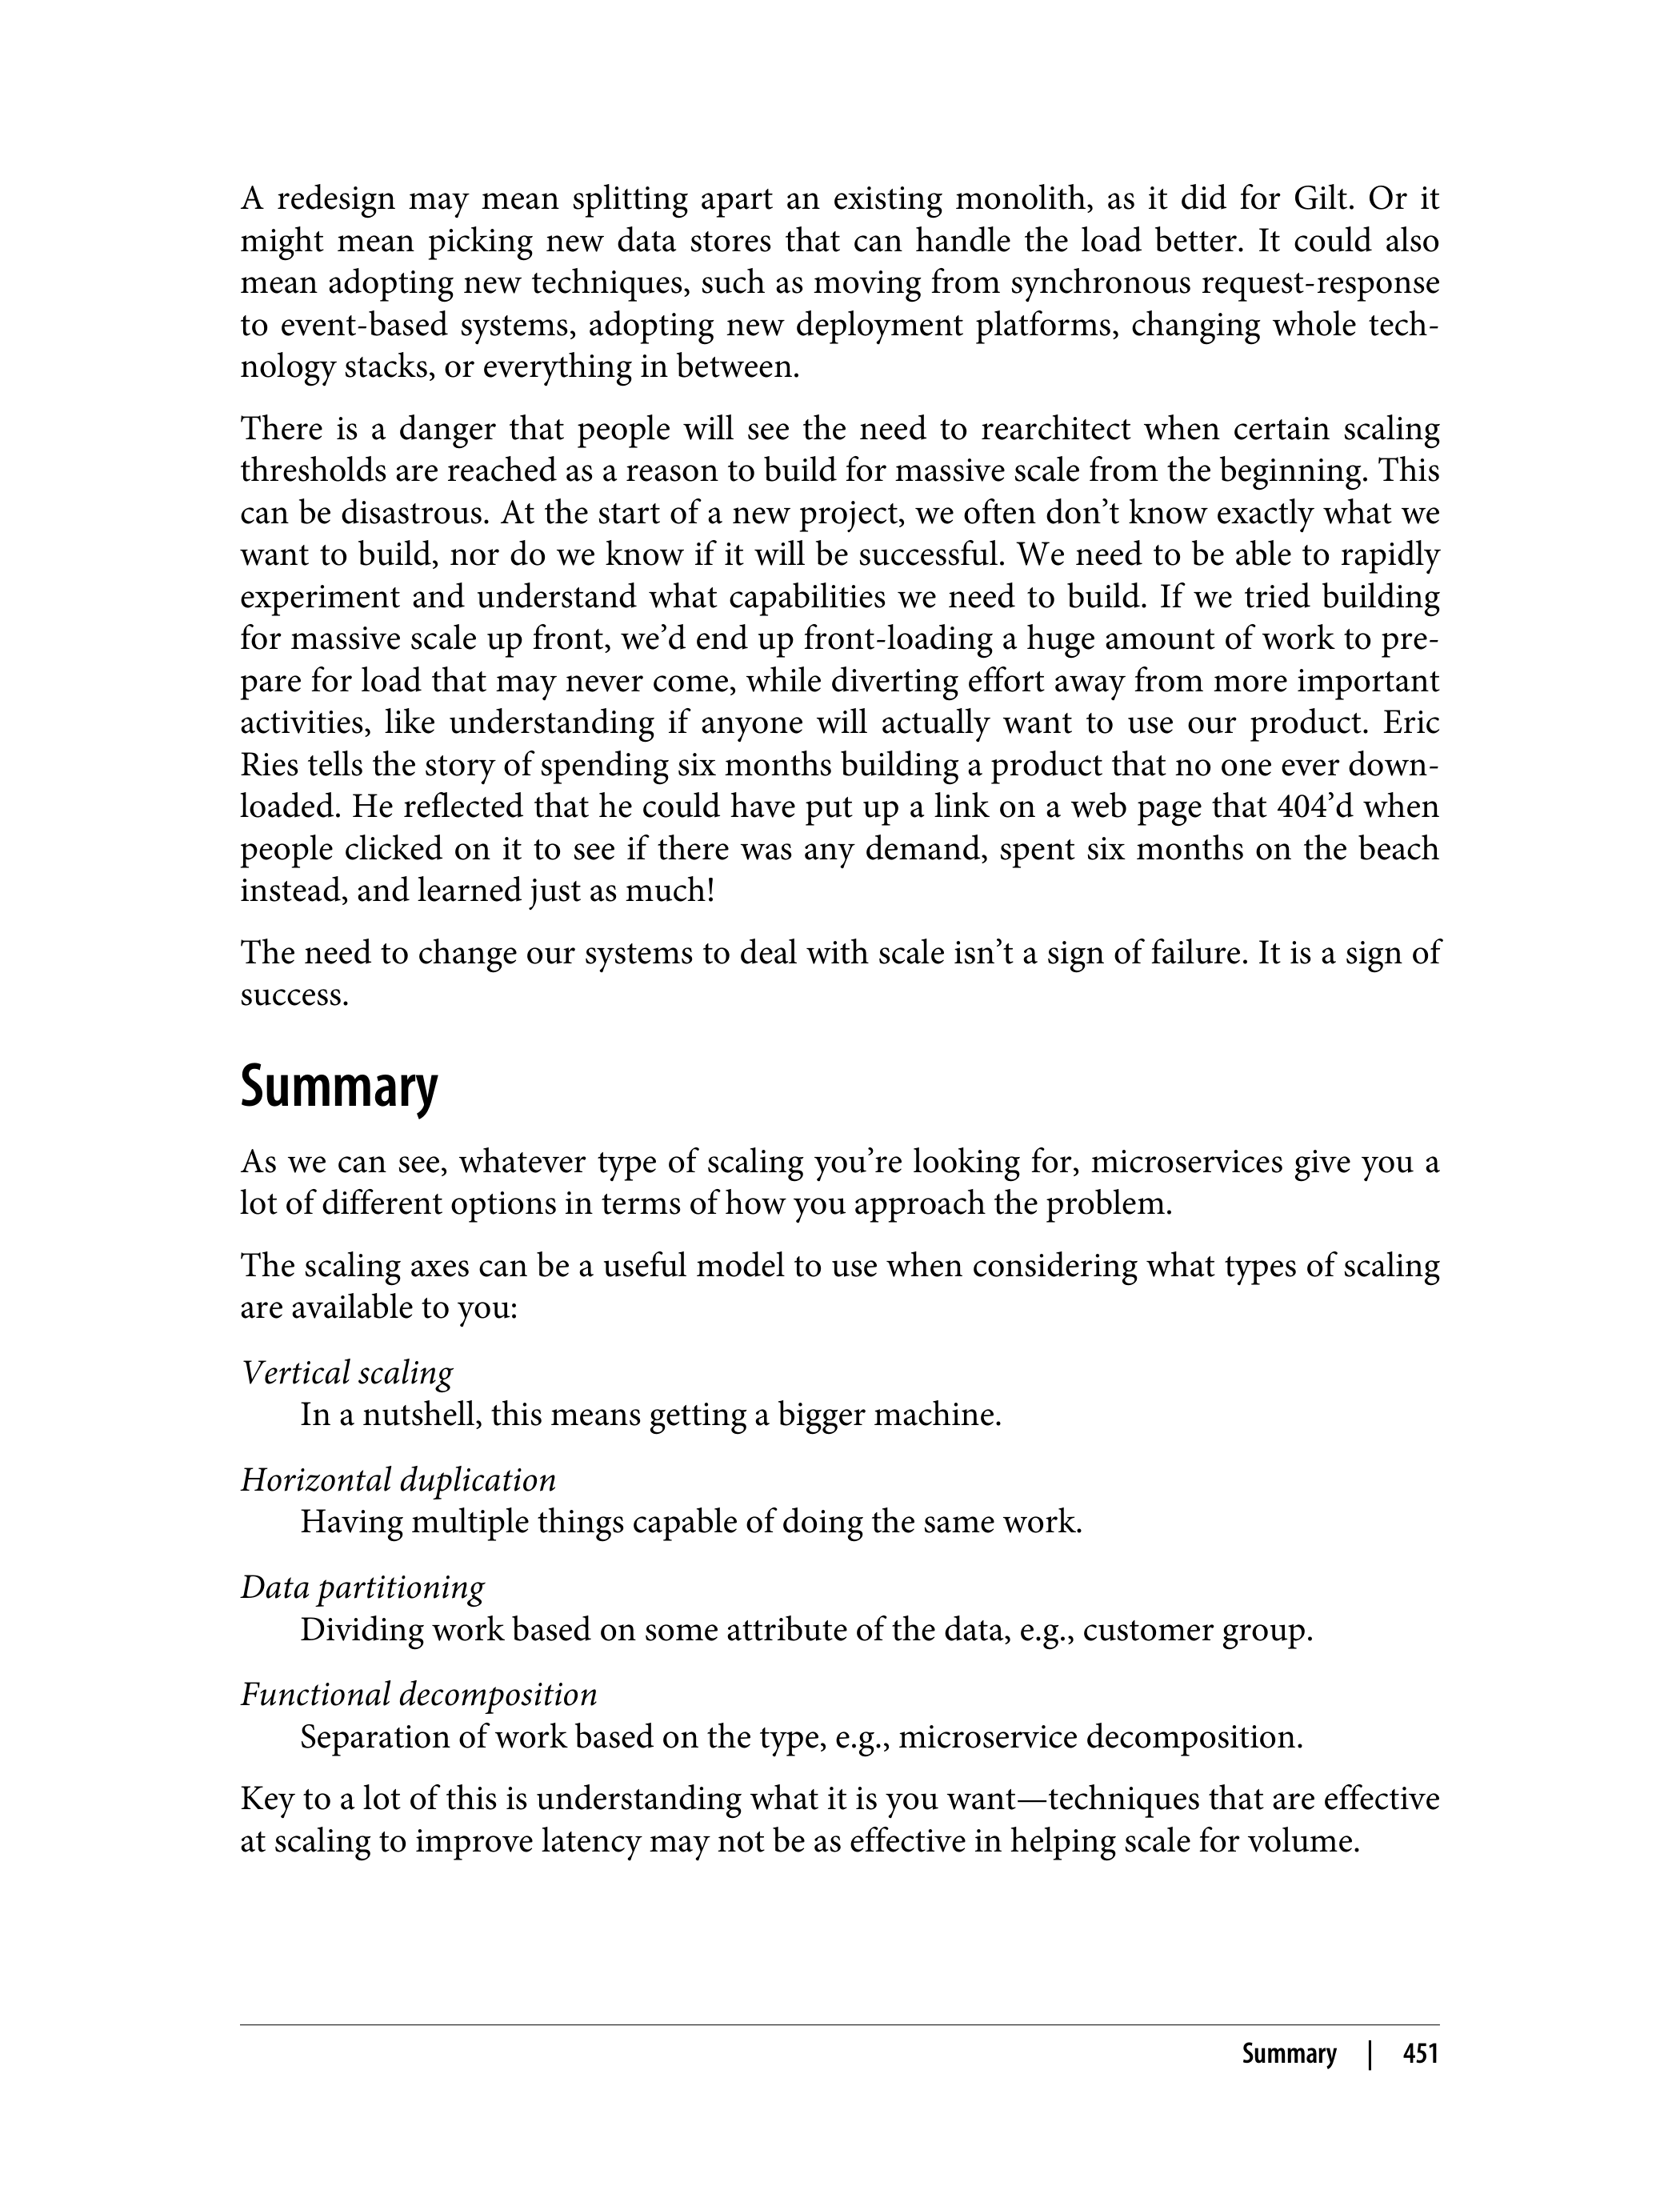 A redesign may mean splitting apart an existing monolith, as it did for Gilt. Or it
might mean picking new data stores that can handle the load better. It could also
mean adopting new techniques, such as moving from synchronous request-response
to event-based systems, adopting new deployment platforms, changing whole tech-
nology stacks, or everything in between.
There is a danger that people will see the need to rearchitect when certain scaling
thresholds are reached as a reason to build for massive scale from the beginning. This
can be disastrous. At the start of a new project, we often don’t know exactly what we
want to build, nor do we know if it will be successful. We need to be able to rapidly
experiment and understand what capabilities we need to build. If we tried building
for massive scale up front, we’d end up front-loading a huge amount of work to pre-
pare for load that may never come, while diverting effort away from more important
activities, like understanding if anyone will actually want to use our product. Eric
Ries tells the story of spending six months building a product that no one ever down-
loaded. He reflected that he could have put up a link on a web page that 404’d when
people clicked on it to see if there was any demand, spent six months on the beach
instead, and learned just as much!
The need to change our systems to deal with scale isn’t a sign of failure. It is a sign of
success.
Summary
As we can see, whatever type of scaling you’re looking for, microservices give you a
lot of different options in terms of how you approach the problem.
The scaling axes can be a useful model to use when considering what types of scaling
are available to you:
Vertical scaling
In a nutshell, this means getting a bigger machine.
Horizontal duplication
Having multiple things capable of doing the same work.
Data partitioning
Dividing work based on some attribute of the data, e.g., customer group.
Functional decomposition
Separation of work based on the type, e.g., microservice decomposition.
Key to a lot of this is understanding what it is you want—techniques that are effective
at scaling to improve latency may not be as effective in helping scale for volume.
Summary | 451